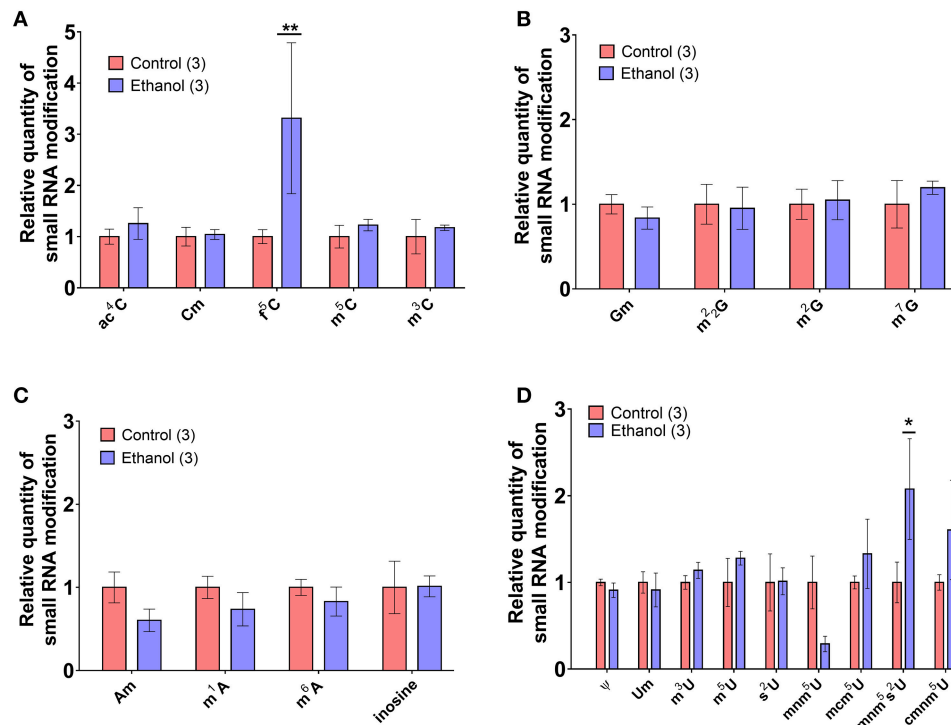 A
Relative quantity of
small RNA modification
5
4
3
2
1
0
Control (3)
Ethanol (3)
**
ac⁴C
Cm
f⁵C
m⁵C
m³C
B
Relative quantity of
small RNA modification
3
2
1
0
Control (3)
Ethanol (3)
Gm
m²₂G
m²G
m⁷G
C
Relative quantity of
small RNA modification
3
2
1
0
Control (3)
Ethanol (3)
Am
m¹A
m⁶A
inosine
D
Relative quantity of
small RNA modification
3
2
1
0
Control (3)
Ethanol (3)
*
ψ
Um
m³U
m⁵U
s²U
mnm⁵U
mcm⁵U
mnm⁵s²U
cmnm⁵U